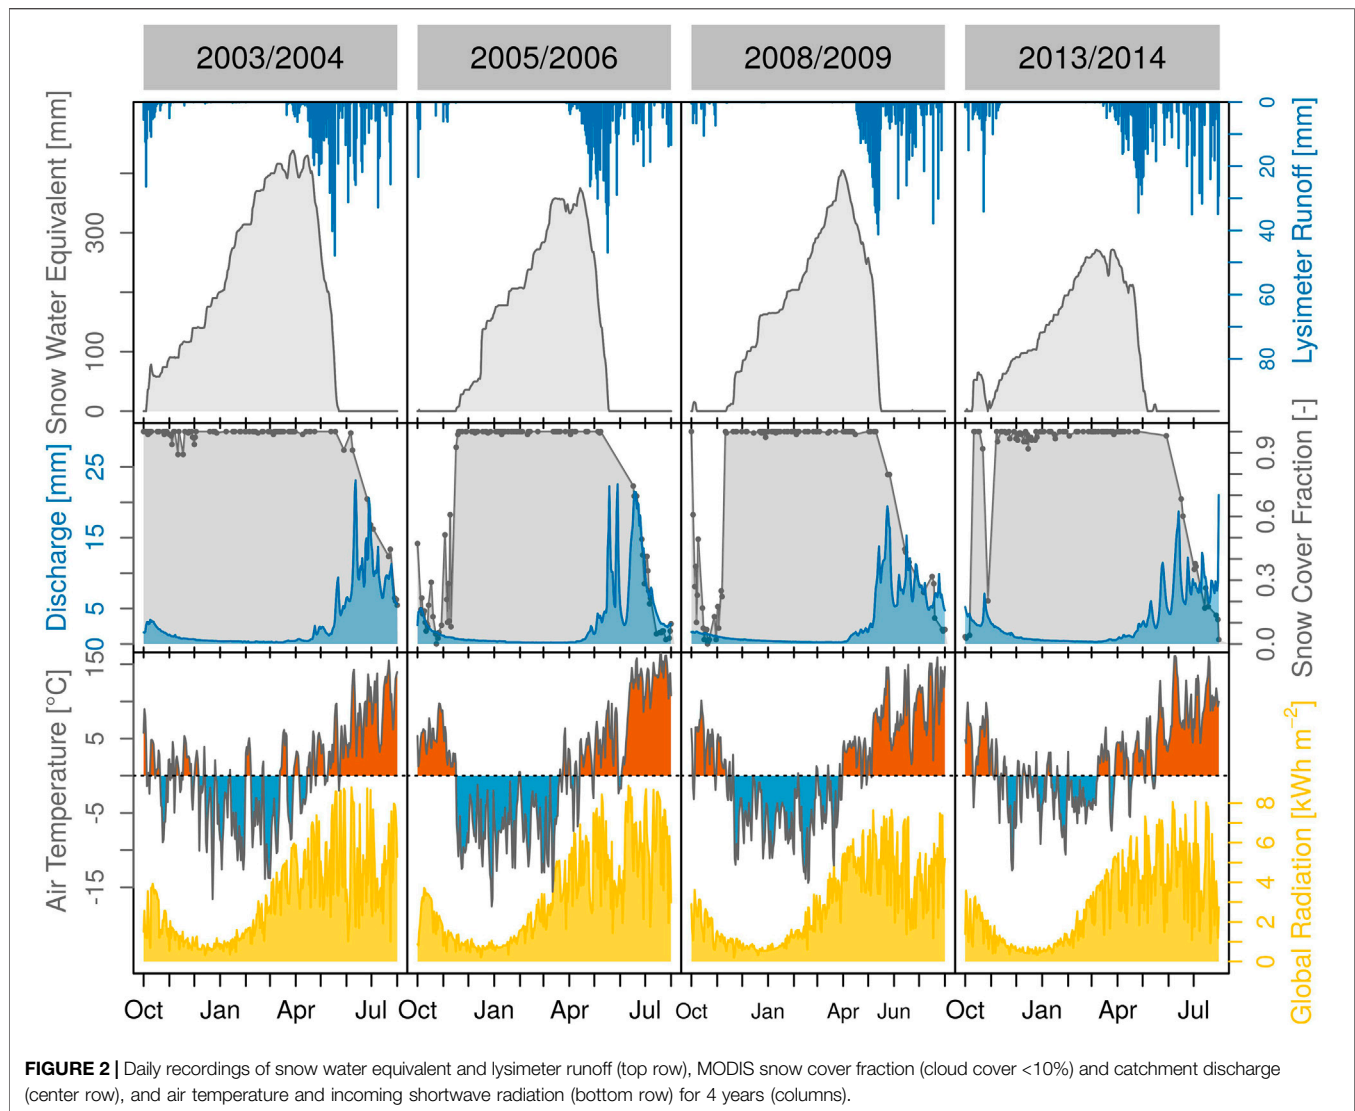 2003/2004 2005/2006 2008/2009 2013/2014
Snow Water Equivalent [mm]
300
100
0
0
20
40
60
80
Lysimeter Runoff [mm]
Discharge [mm]
25
15
5
0
0.9
0.6
0.3
0.0
Snow Cover Fraction [-]
Air Temperature [°C]
15
5
-5
-15
8
6
4
2
0
Global Radiation [kWh m−2]
Oct Jan Apr Jul Oct Jan Apr Jul Oct Jan Apr Jun Oct Jan Apr Jul
FIGURE 2 | Daily recordings of snow water equivalent and lysimeter runoff (top row), MODIS snow cover fraction (cloud cover <10%) and catchment discharge
(center row), and air temperature and incoming shortwave radiation (bottom row) for 4 years (columns).